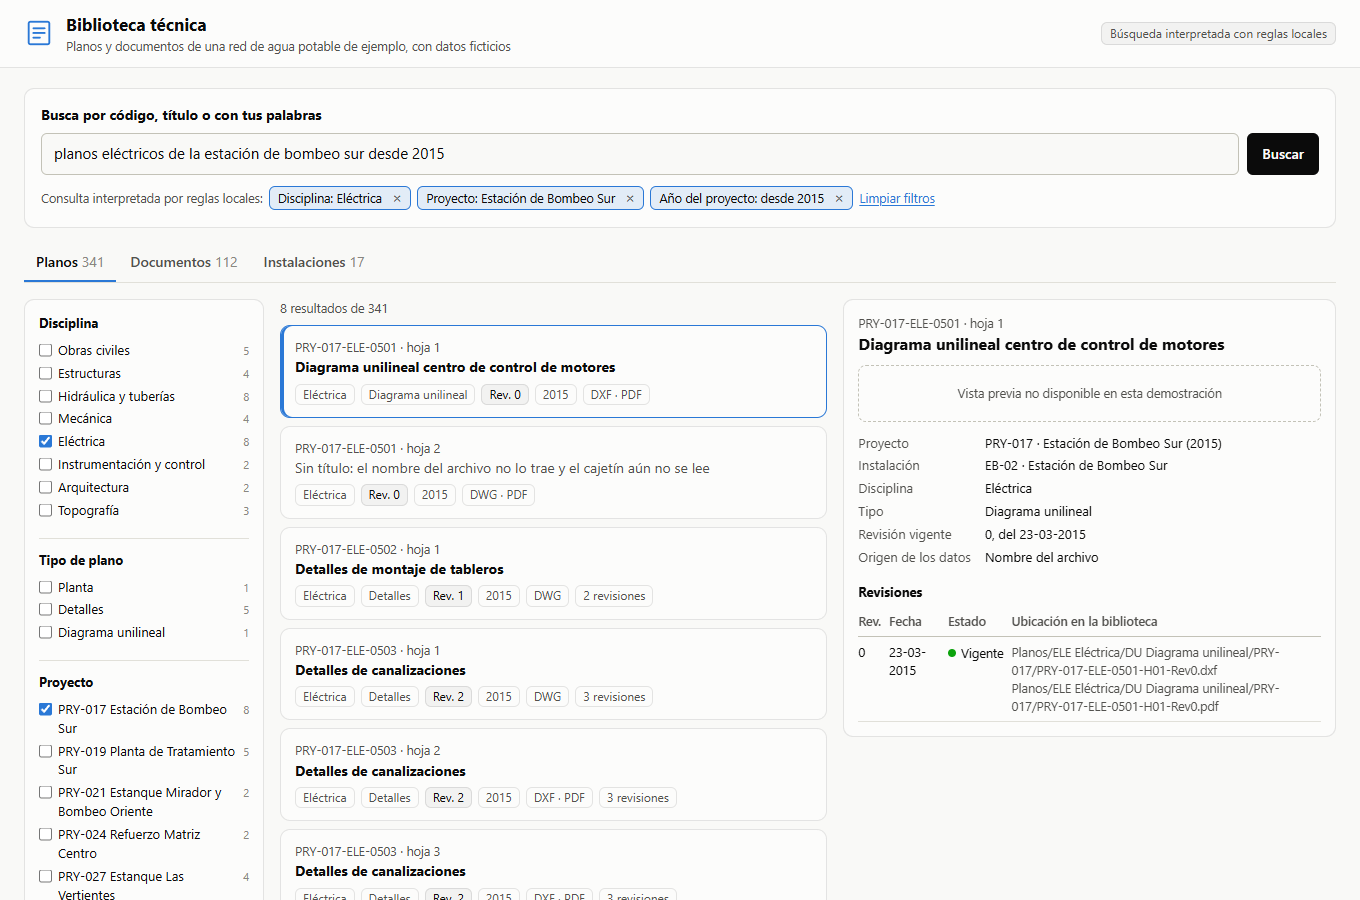 Biblioteca técnica
Planos y documentos de una red de agua potable de ejemplo, con datos ficticios
Búsqueda interpretada con reglas locales
Busca por código, título o con tus palabras
planos eléctricos de la estación de bombeo sur desde 2015
Buscar
Consulta interpretada por reglas locales: Disciplina: Eléctrica × Proyecto: Estación de Bombeo Sur × Año del proyecto: desde 2015 × Limpiar filtros
Planos 341 Documentos 112 Instalaciones 17
Disciplina
Obras civiles 5
Estructuras 4
Hidráulica y tuberías 8
Mecánica 4
Eléctrica 8
Instrumentación y control 2
Arquitectura 2
Topografía 3
Tipo de plano
Planta 1
Detalles 5
Diagrama unilineal 1
Proyecto
PRY-017 Estación de Bombeo 8
Sur
PRY-019 Planta de Tratamiento 5
Sur
PRY-021 Estanque Mirador y 2
Bombeo Oriente
PRY-024 Refuerzo Matriz 2
Centro
PRY-027 Estanque Las 4
Vertientes
8 resultados de 341
PRY-017-ELE-0501 · hoja 1
Diagrama unilineal centro de control de motores
Eléctrica Diagrama unilineal Rev. 0 2015 DXF · PDF
PRY-017-ELE-0501 · hoja 2
Sin título: el nombre del archivo no lo trae y el cajetín aún no se lee
Eléctrica Rev. 0 2015 DWG · PDF
PRY-017-ELE-0502 · hoja 1
Detalles de montaje de tableros
Eléctrica Detalles Rev. 1 2015 DWG 2 revisiones
PRY-017-ELE-0503 · hoja 1
Detalles de canalizaciones
Eléctrica Detalles Rev. 2 2015 DWG 3 revisiones
PRY-017-ELE-0503 · hoja 2
Detalles de canalizaciones
Eléctrica Detalles Rev. 2 2015 DXF · PDF 3 revisiones
PRY-017-ELE-0503 · hoja 3
Detalles de canalizaciones
Eléctrica Detalles Rev. 2 2015 DXF · PDF 3 revisiones
PRY-017-ELE-0501 · hoja 1
Diagrama unilineal centro de control de motores
Vista previa no disponible en esta demostración
Proyecto PRY-017 · Estación de Bombeo Sur (2015)
Instalación EB-02 · Estación de Bombeo Sur
Disciplina Eléctrica
Tipo Diagrama unilineal
Revisión vigente 0, del 23-03-2015
Origen de los datos Nombre del archivo
Revisiones
Rev. Fecha Estado Ubicación en la biblioteca
0 23-03- Vigente Planos/ELE Eléctrica/DU Diagrama unilineal/PRY-
2015 017/PRY-017-ELE-0501-H01-Rev0.dxf
Planos/ELE Eléctrica/DU Diagrama unilineal/PRY-
017/PRY-017-ELE-0501-H01-Rev0.pdf